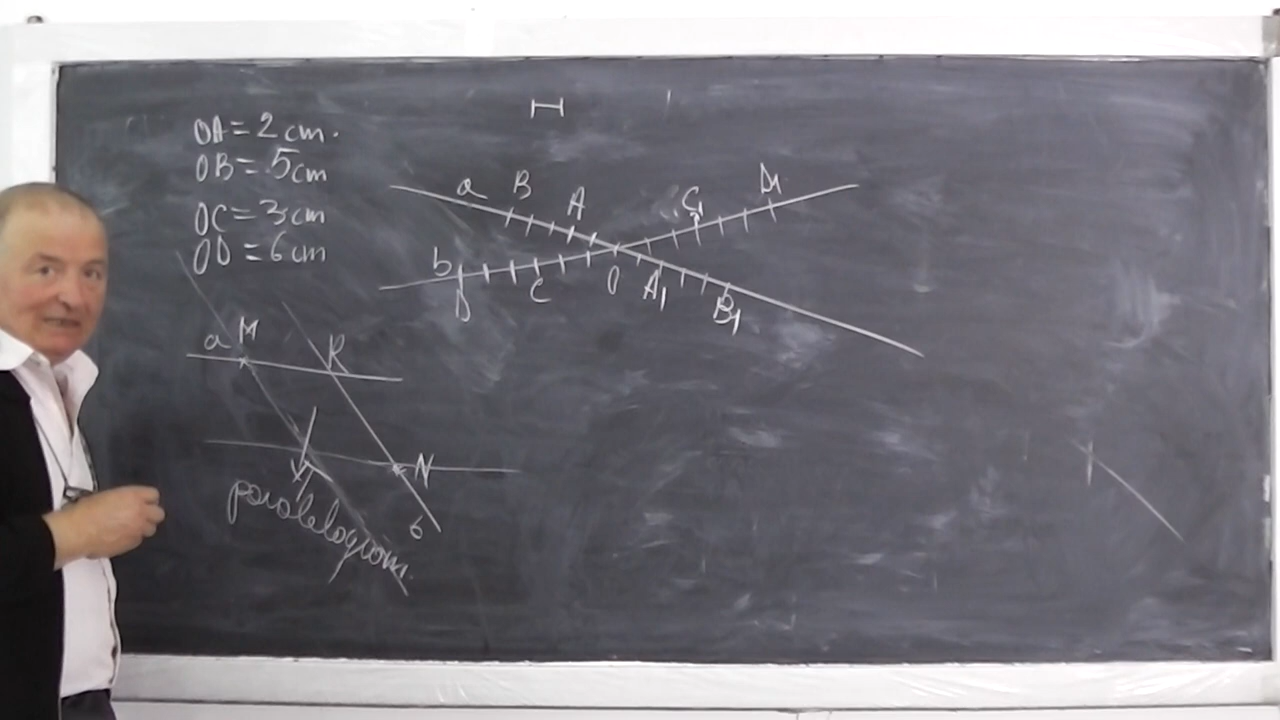 OA = 2 cm.
OB = 5 cm
OC = 3 cm
OD = 6 cm
a B A C₁ D₁
b D C O A₁ B₁
a M R
N
b
paralelogram.